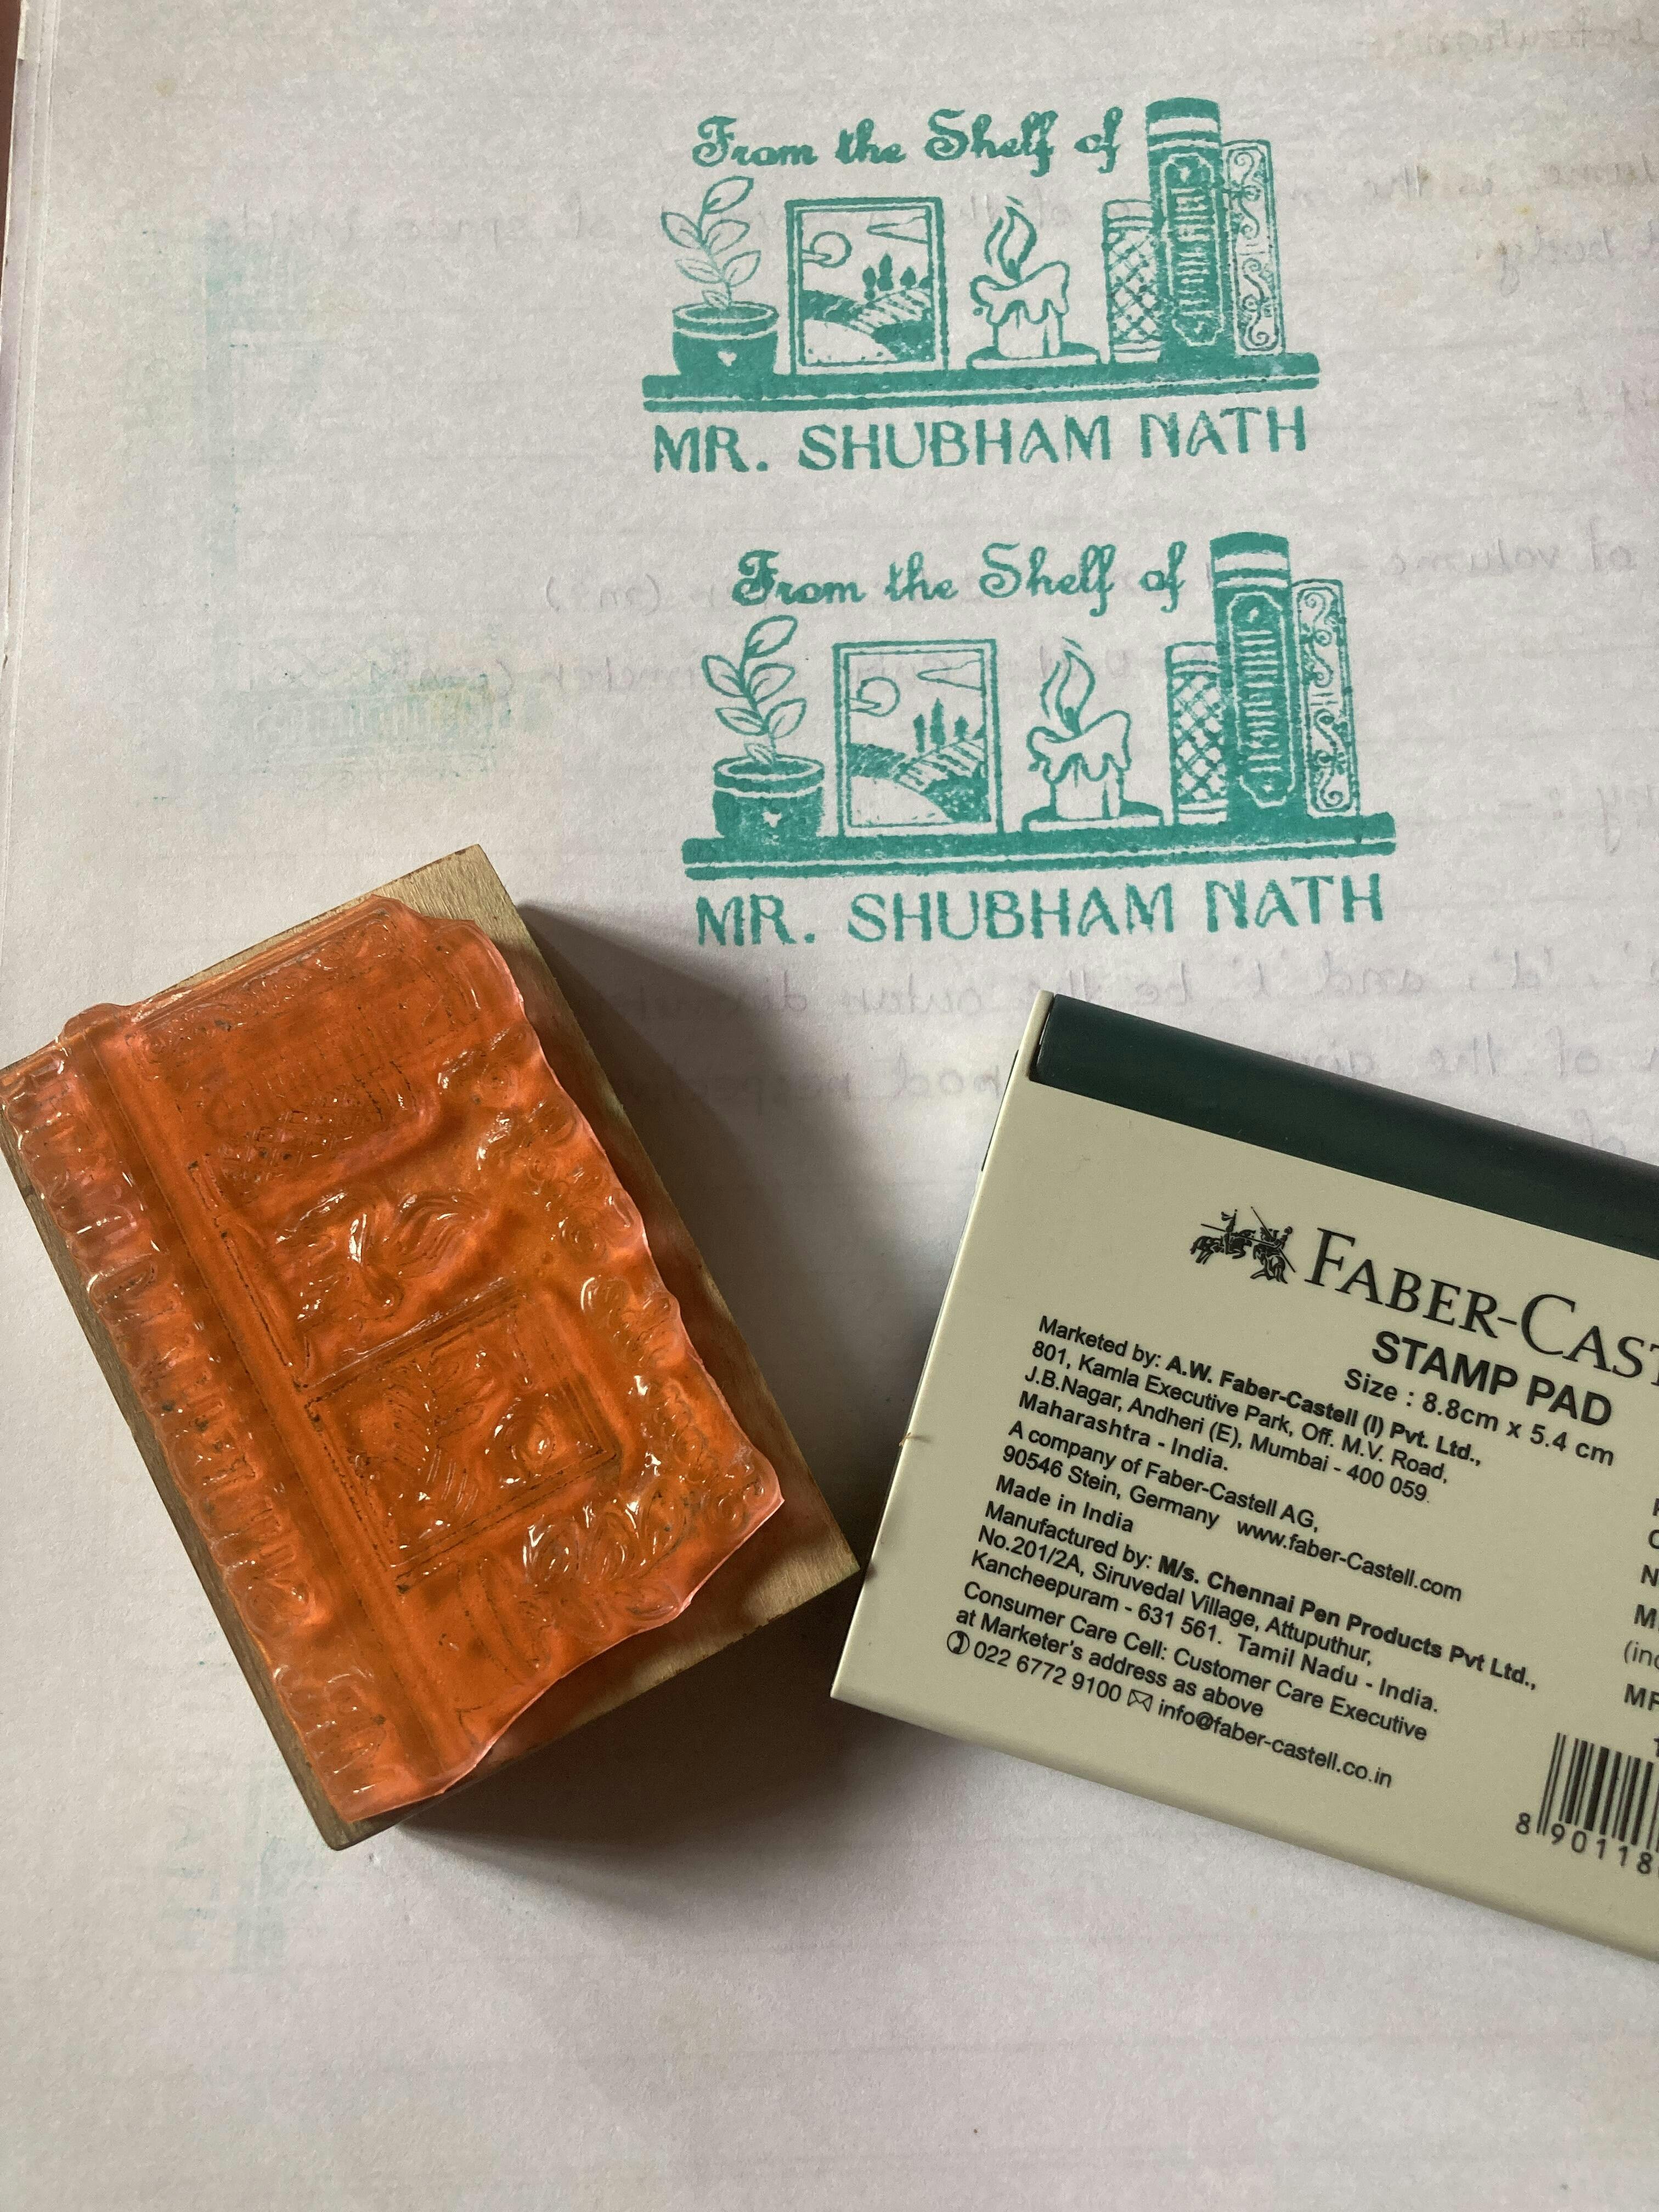 From the Shelf of
MR. SHUBHAM NATH
From the Shelf of
MR. SHUBHAM NATH
FABER-CAST
STAMP PAD
Size : 8.8cm x 5.4 cm
Marketed by: A.W. Faber-Castell (I) Pvt. Ltd.,
801, Kamla Executive Park, Off. M.V. Road,
J.B.Nagar, Andheri (E), Mumbai - 400 059.
Maharashtra - India.
A company of Faber-Castell AG,
90546 Stein, Germany www.faber-Castell.com
Made in India
Manufactured by: M/s. Chennai Pen Products Pvt Ltd.,
No.201/2A, Siruvedal Village, Attuputhur,
Kancheepuram - 631 561. Tamil Nadu - India.
Consumer Care Cell: Customer Care Executive
at Marketer's address as above
022 6772 9100 info@faber-castell.co.in
8 90118